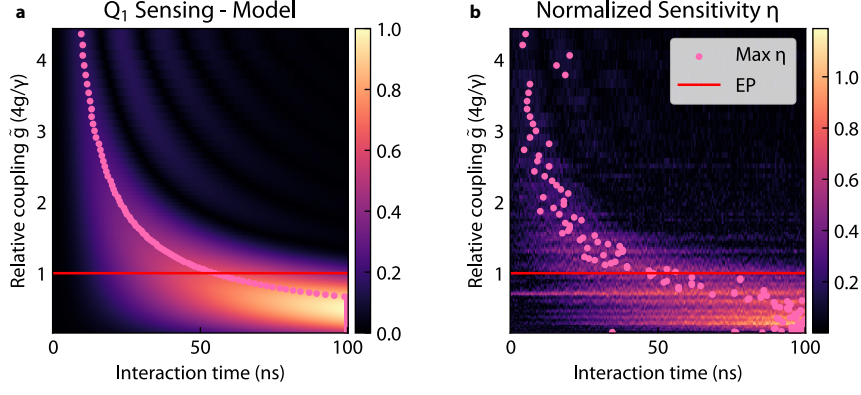 a
Q₁ Sensing - Model
Relative coupling g̃ (4g/γ)
4
3
2
1
0
50
100
Interaction time (ns)
1.0
0.8
0.6
0.4
0.2
0.0
b
Normalized Sensitivity η
Max η
EP
Relative coupling g̃ (4g/γ)
4
3
2
1
0
50
100
Interaction time (ns)
1.0
0.8
0.6
0.4
0.2